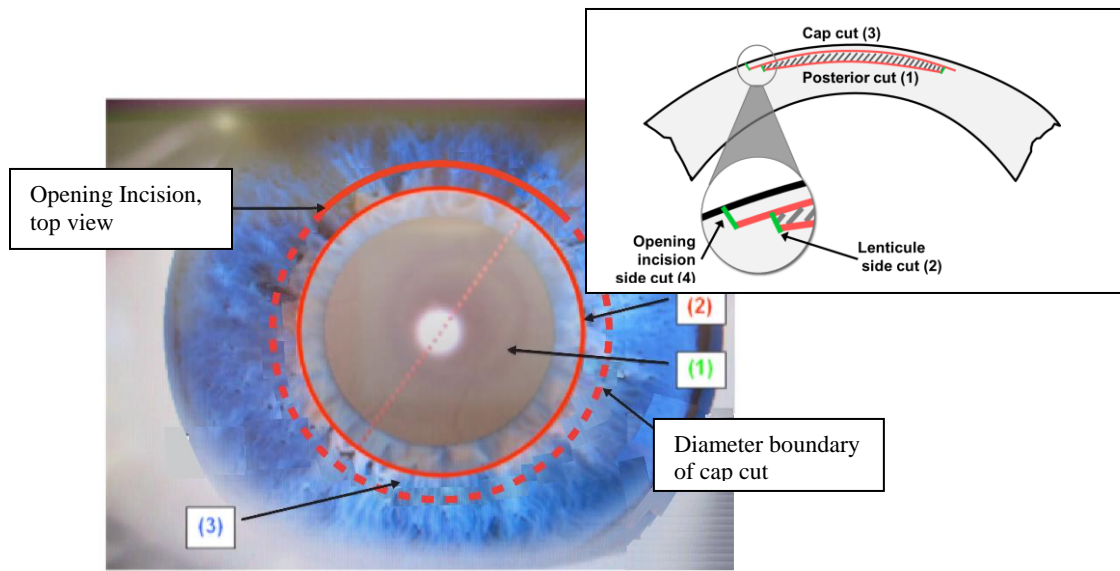 Cap cut (3)
Posterior cut (1)
Opening
incision
side cut (4)
Lenticule
side cut (2)
Opening Incision,
top view
(2)
(1)
Diameter boundary
of cap cut
(3)